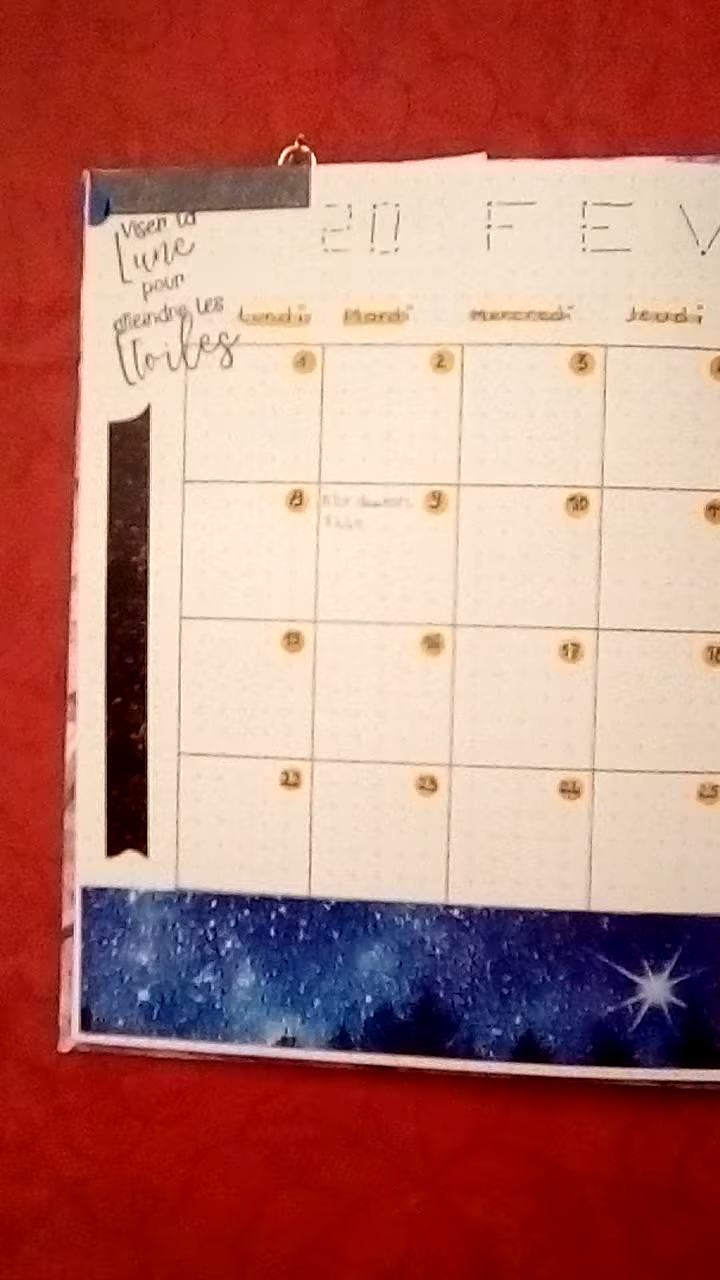 20 F E V
Viser la
Lune
pour
atteindre les
Etoiles
Lundi Mardi Mercredi Jeudi
1 2 3
8 9 10
15 16 17
22 23 24 25